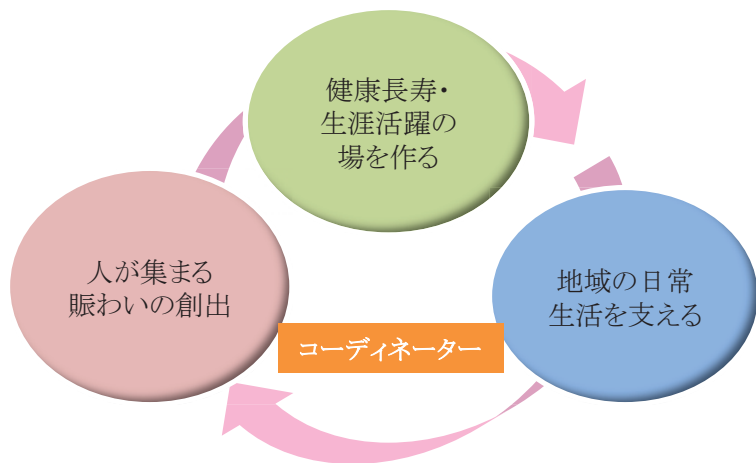 健康長寿・
生涯活躍の
場を作る
人が集まる
賑わいの創出
地域の日常
生活を支える
コーディネーター